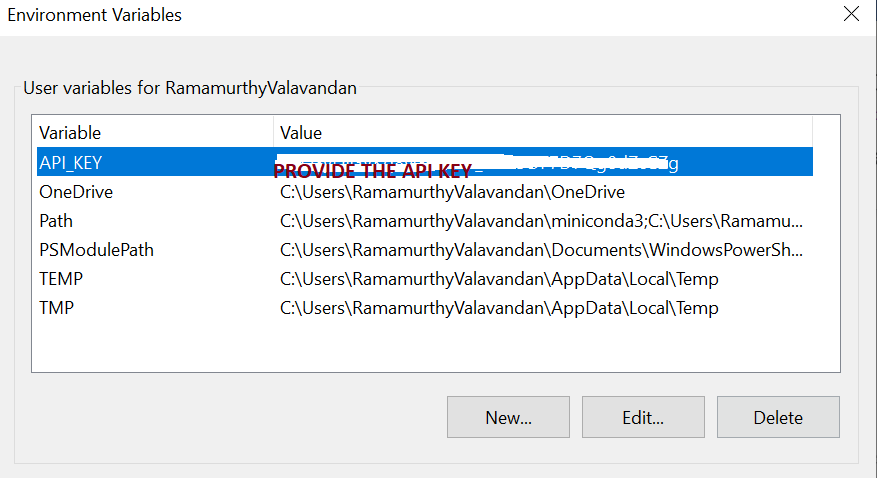 Environment Variables
User variables for RamamurthyValavandan
Variable Value
API_KEY
PROVIDE THE API KEY
OneDrive C:\Users\RamamurthyValavandan\OneDrive
Path C:\Users\RamamurthyValavandan\miniconda3;C:\Users\Ramamu...
PSModulePath C:\Users\RamamurthyValavandan\Documents\WindowsPowerSh...
TEMP C:\Users\RamamurthyValavandan\AppData\Local\Temp
TMP C:\Users\RamamurthyValavandan\AppData\Local\Temp
New... Edit... Delete